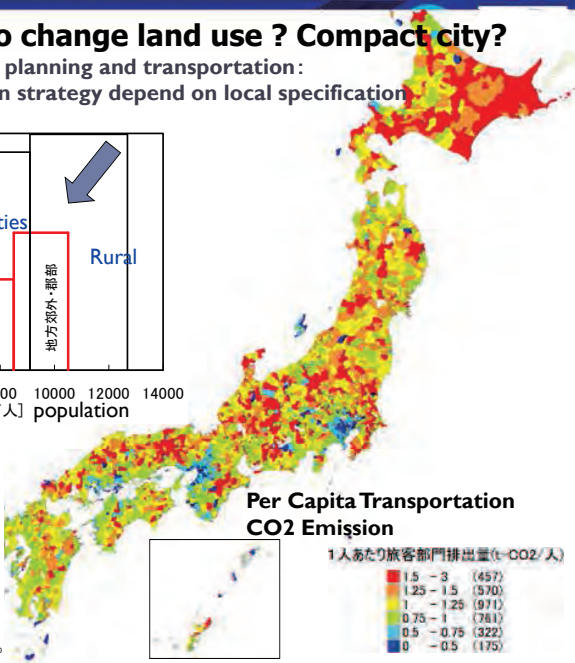 o change land use ? Compact city?
planning and transportation:
n strategy depend on local specification
ties
Rural
地方郊外・郡部
00 10000 12000 14000
人] population
Per Capita Transportation
CO2 Emission
1人あたり旅客部門排出量(t-CO2/人)
1.5 - 3 (457)
1.25 - 1.5 (570)
1 - 1.25 (971)
0.75 - 1 (761)
0.5 - 0.75 (322)
0 - 0.5 (175)